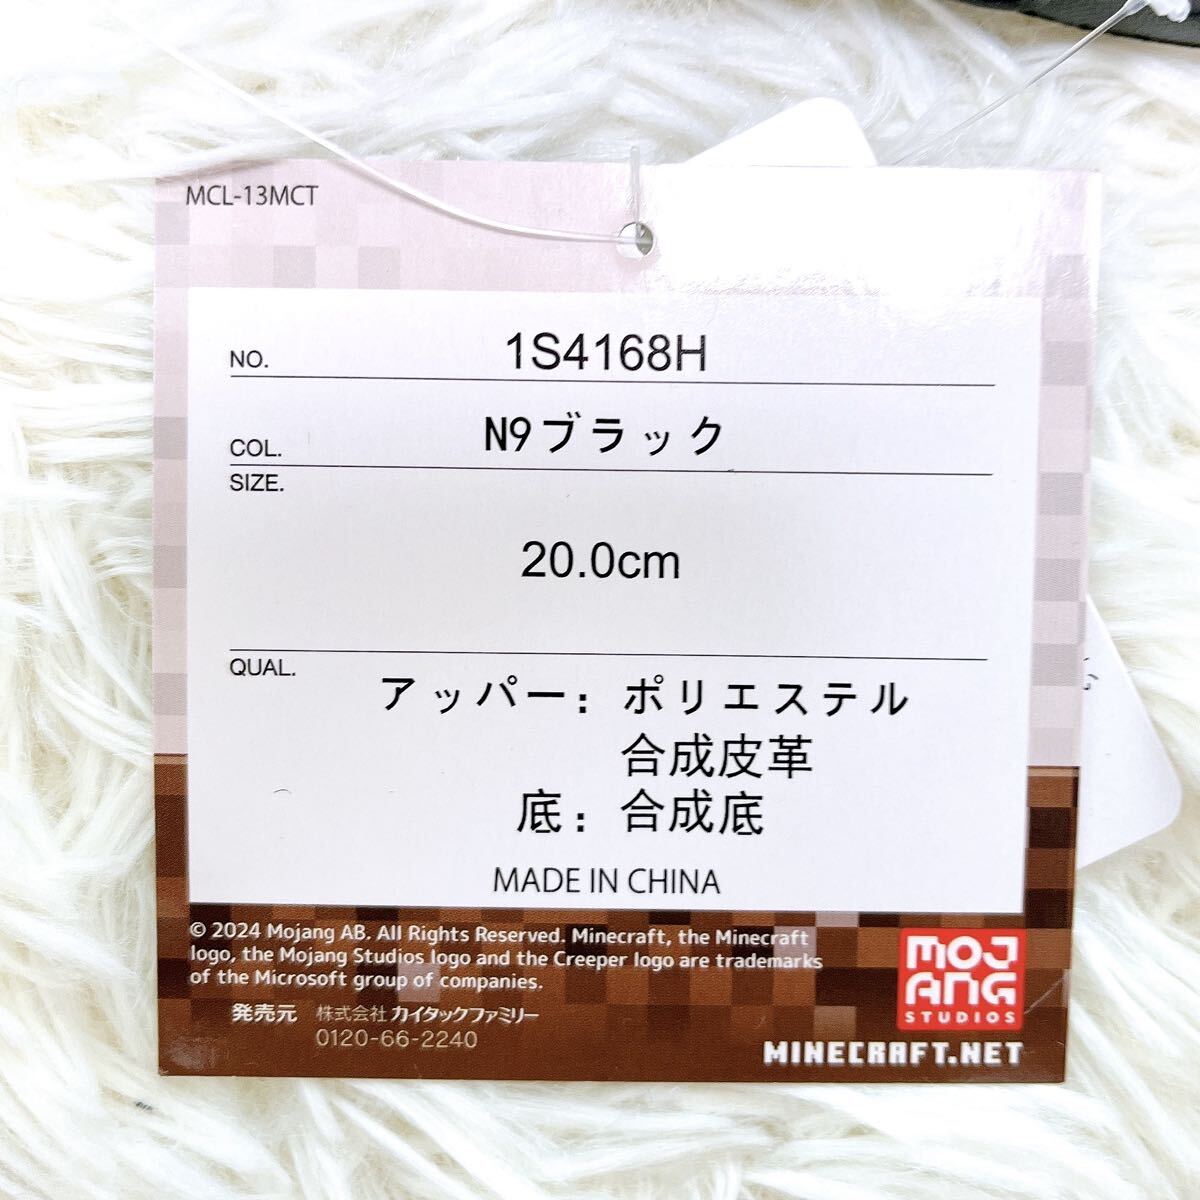 MCL-13MCT
NO. 1S4168H
COL. N9ブラック
SIZE.
20.0cm
QUAL.
アッパー: ポリエステル
合成皮革
底: 合成底
MADE IN CHINA
© 2024 Mojang AB. All Rights Reserved. Minecraft, the Minecraft
logo, the Mojang Studios logo and the Creeper logo are trademarks
of the Microsoft group of companies.
発売元 株式会社 カイタックファミリー
0120-66-2240
MOJ
ANG
STUDIOS
MINECRAFT.NET